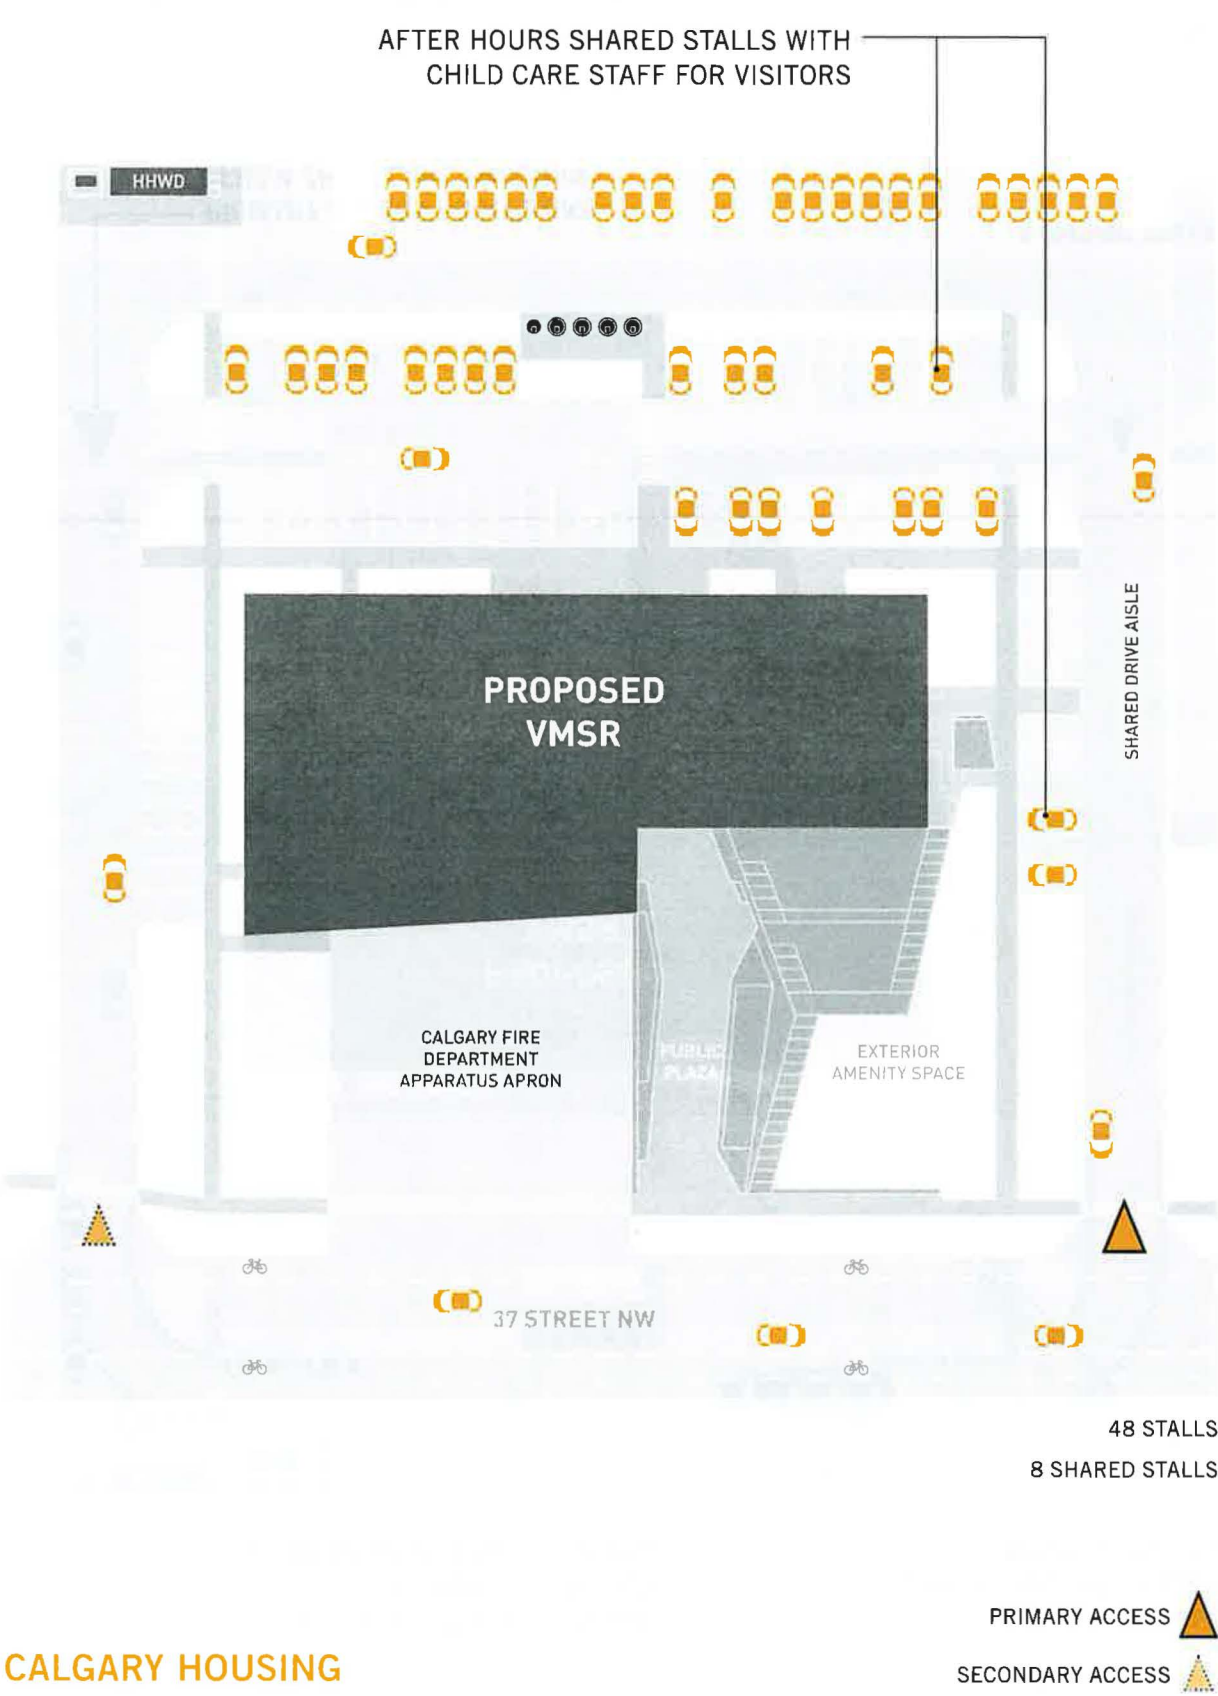 AFTER HOURS SHARED STALLS WITH
CHILD CARE STAFF FOR VISITORS
HHWD
PROPOSED
VMSR
SHARED DRIVE AISLE
CALGARY FIRE
DEPARTMENT
APPARATUS APRON
PUBLIC
PLAZA
EXTERIOR
AMENITY SPACE
37 STREET NW
48 STALLS
8 SHARED STALLS
PRIMARY ACCESS
SECONDARY ACCESS
CALGARY HOUSING